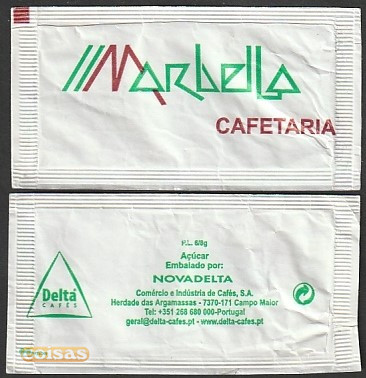 Marbella
CAFETARIA
P.L. 6/8g
Açúcar
Embalado por:
NOVADELTA
Comércio e Indústria de Cafés, S.A.
Herdade das Argamassas - 7370-171 Campo Maior
Tel: +351 268 680 000-Portugal
geral@delta-cafes.pt - www.delta-cafes.pt
Delta
CAFÉS
coisas